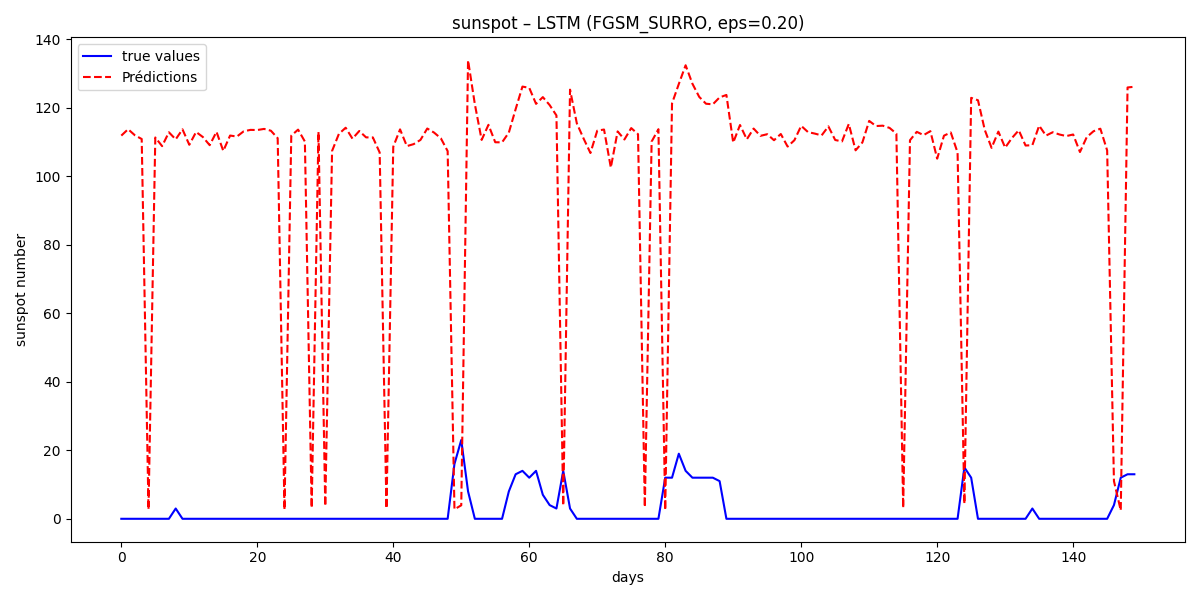 sunspot – LSTM (FGSM_SURRO, eps=0.20)
true values
Prédictions
sunspot number
140
120
100
80
60
40
20
0
0 20 40 60 80 100 120 140
days